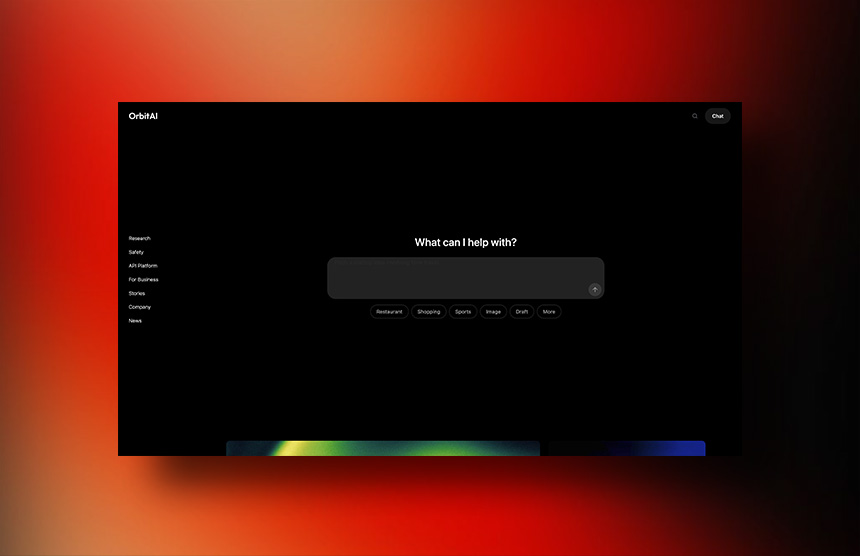 OrbitAI
Chat
Research
Safety
API Platform
For Business
Stories
Company
News
What can I help with?
Restaurant
Shopping
Sports
Image
Draft
More